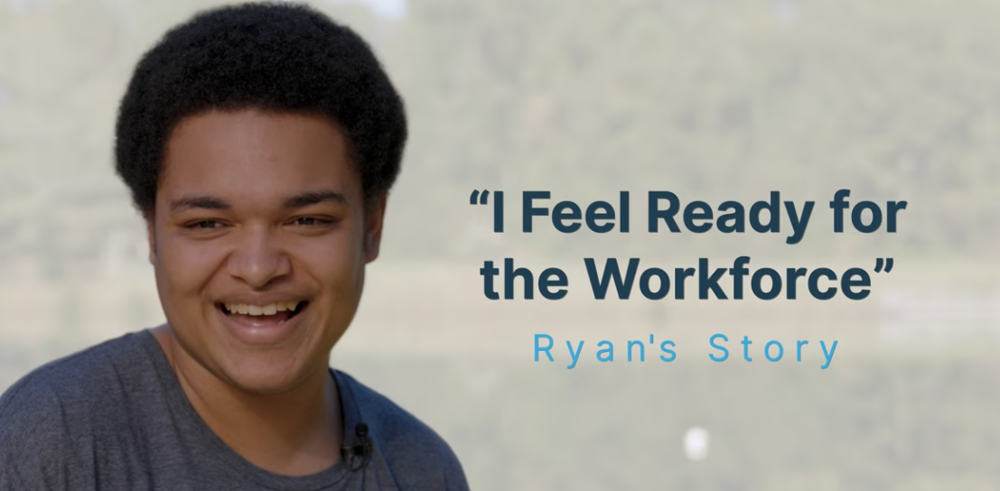 “I Feel Ready for
the Workforce”
Ryan's Story